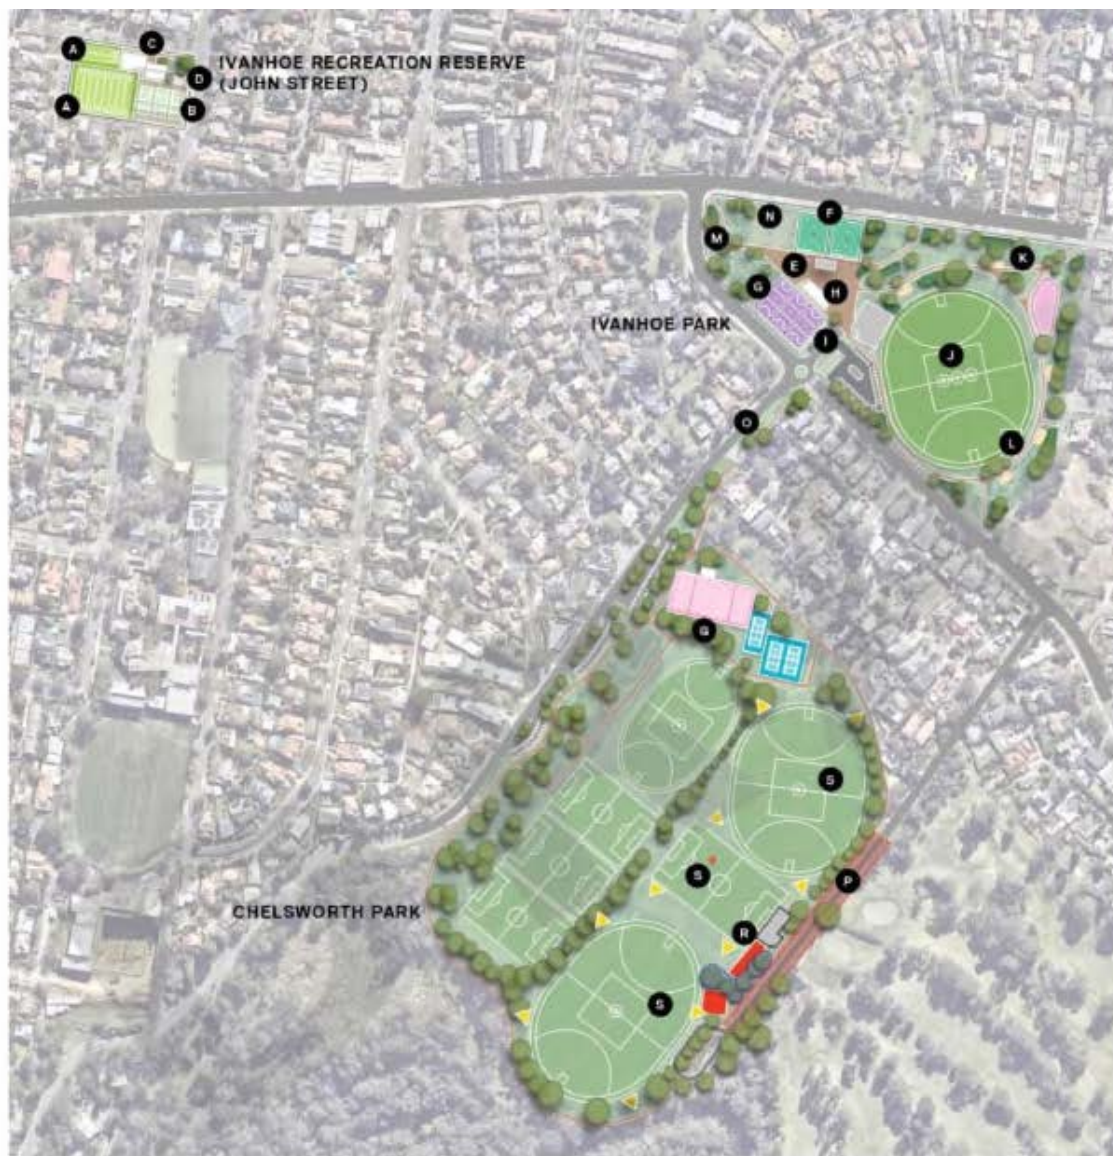 A
C
IVANHOE RECREATION RESERVE
D
(JOHN STREET)
A
B
N
F
M
K
E
G
H
IVANHOE PARK
I
J
O
L
G
S
S
P
CHELSWORTH PARK
R
S